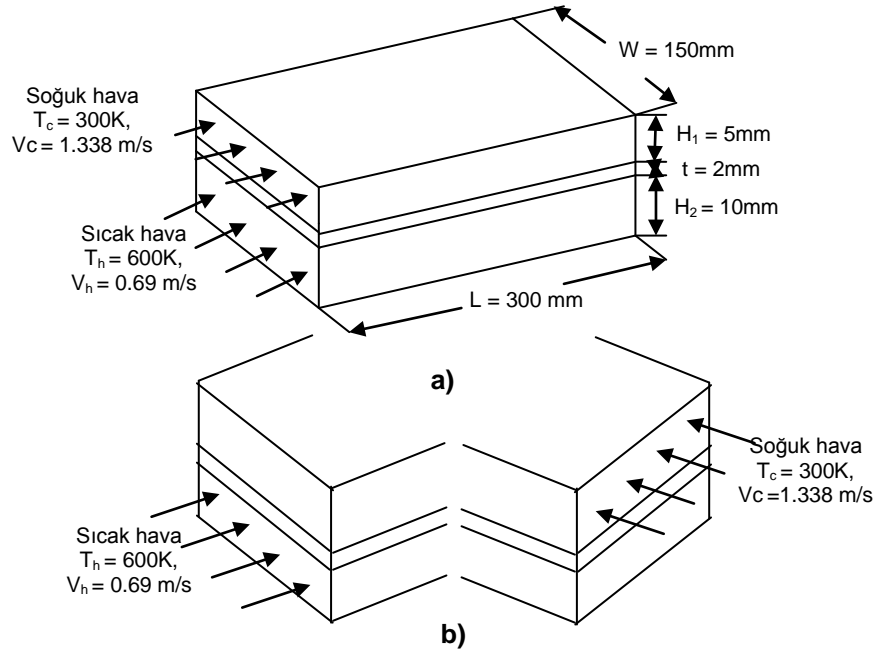 W = 150mm
Soğuk hava
T_c = 300K,
Vc = 1.338 m/s
H_1 = 5mm
t = 2mm
H_2 = 10mm
Sıcak hava
T_h = 600K,
V_h = 0.69 m/s
L = 300 mm
a)
Soğuk hava
T_c = 300K,
Vc=1.338 m/s
Sıcak hava
T_h = 600K,
V_h = 0.69 m/s
b)